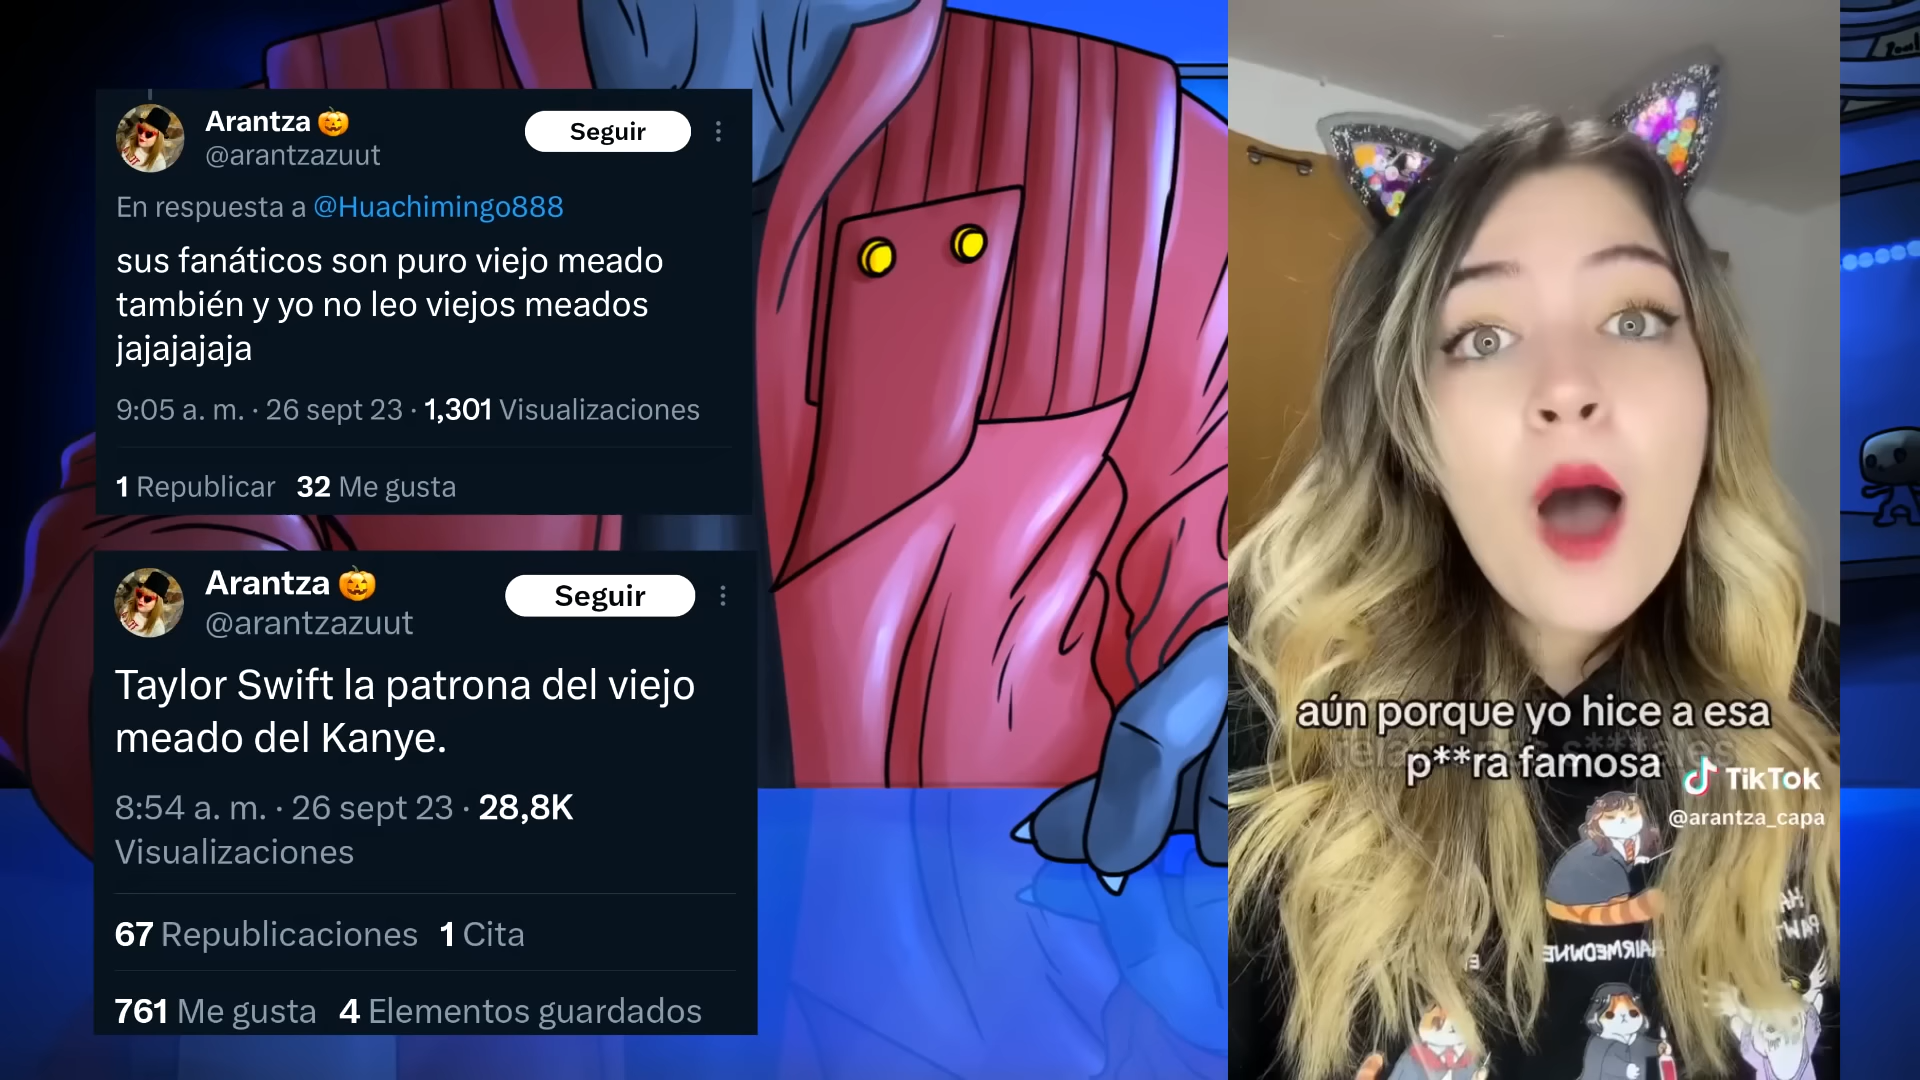 Arantza
@arantzazuut
Seguir
En respuesta a @Huachimingo888
sus fanáticos son puro viejo meado
también y yo no leo viejos meados
jajajajaja
9:05 a. m. · 26 sept 23 · 1,301 Visualizaciones
1 Republicar 32 Me gusta
Arantza
@arantzazuut
Seguir
Taylor Swift la patrona del viejo
meado del Kanye.
8:54 a. m. · 26 sept 23 · 28,8K
Visualizaciones
67 Republicaciones 1 Cita
761 Me gusta 4 Elementos guardados
aún porque yo hice a esa
p**ra famosa
TikTok
@arantza_capa
HAIRMEOWNE